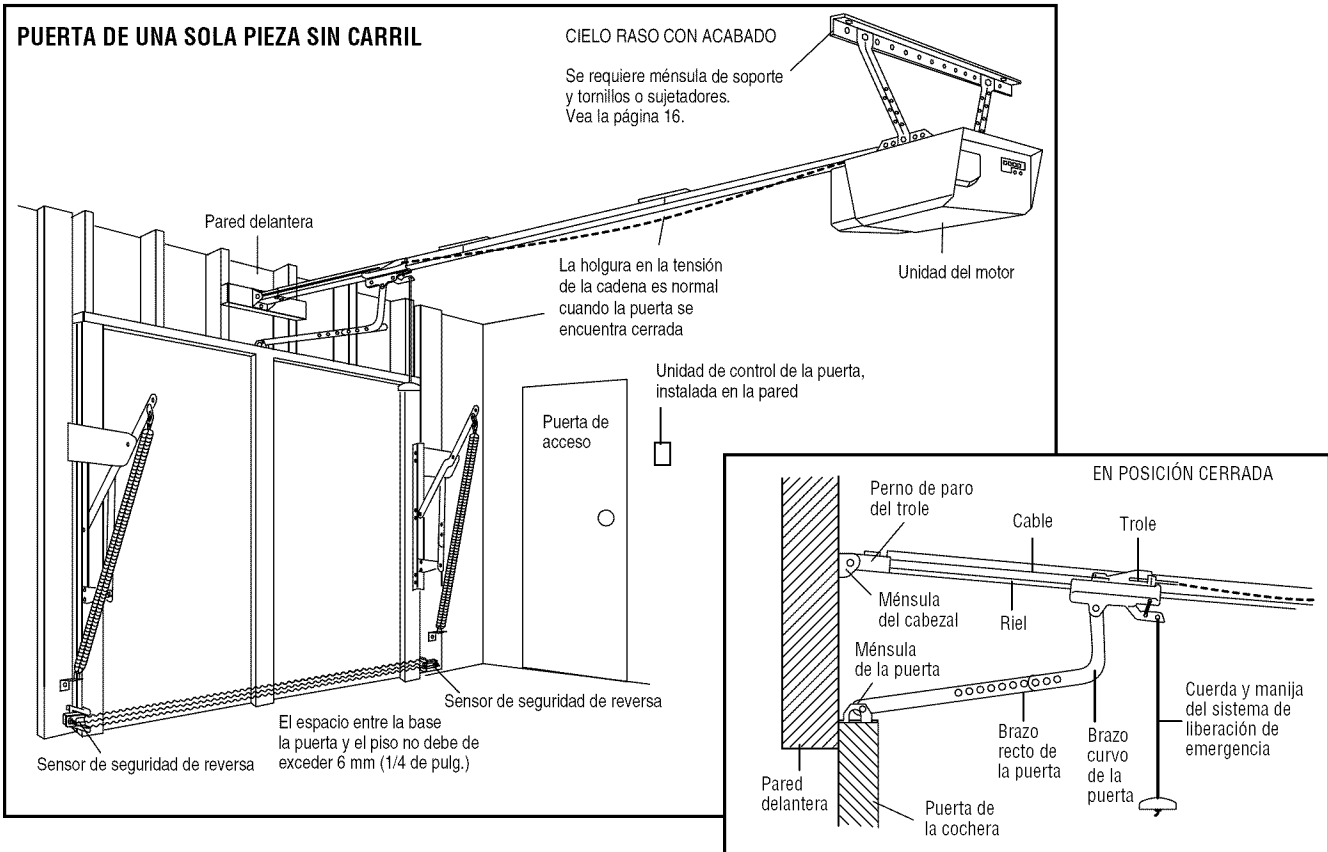 PUERTA DE UNA SOLA PIEZA SIN CARRIL
CIELO RASO CON ACABADO
Se requiere ménsula de soporte
y tornillos o sujetadores.
Vea la página 16.
Pared delantera
La holgura en la tensión
de la cadena es normal
cuando la puerta se
encuentra cerrada
Unidad del motor
Unidad de control de la puerta,
instalada en la pared
Puerta de
acceso
Sensor de seguridad de reversa
El espacio entre la base
la puerta y el piso no debe de
exceder 6 mm (1/4 de pulg.)
Sensor de seguridad de reversa
EN POSICIÓN CERRADA
Perno de paro
del trole
Cable
Trole
Ménsula
del cabezal
Riel
Ménsula
de la puerta
Cuerda y manija
del sistema de
liberación de
emergencia
Brazo
recto de
la puerta
Brazo
curvo
de la
puerta
Pared
delantera
Puerta de
la cochera